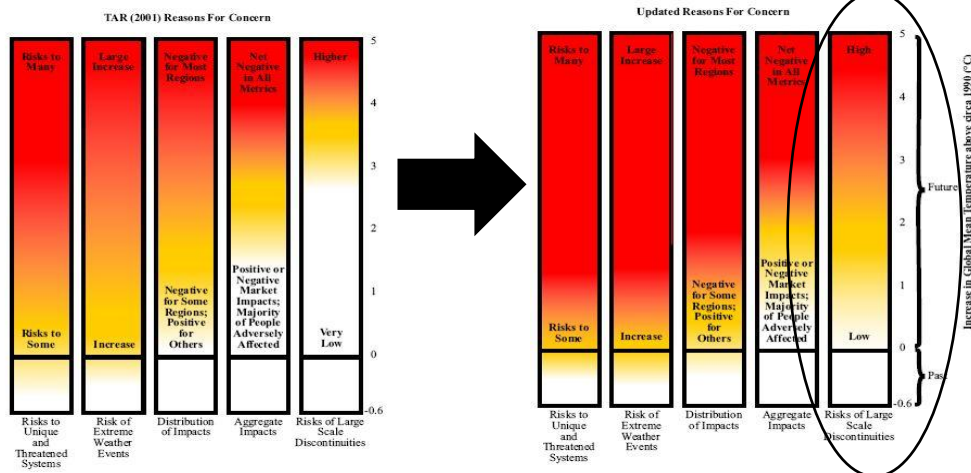 TAR (2001) Reasons For Concern
Risks to
Many
Large
Increase
Negative
for Most
Regions
Net
Negative
in All
Metrics
Higher
5
4
3
2
1
0
-0.6
Risks to
Some
Increase
Negative
for Some
Regions;
Positive
for
Others
Positive or
Negative
Market
Impacts;
Majority
of People
Adversely
Affected
Very
Low
Risks to
Unique
and
Threatened
Systems
Risk of
Extreme
Weather
Events
Distribution
of Impacts
Aggregate
Impacts
Risks of Large
Scale
Discontinuities
Updated Reasons For Concern
Risks to
Many
Large
Increase
Negative
for Most
Regions
Net
Negative
in All
Metrics
High
5
4
3
2
1
0
-0.6
Risks to
Some
Increase
Negative
for Some
Regions;
Positive
for
Others
Positive or
Negative
Market
Impacts;
Majority
of People
Adversely
Affected
Low
Future
Past
Increase in Global Mean Temperature above circa 1990 (°C)
Risks to
Unique
and
Threatened
Systems
Risk of
Extreme
Weather
Events
Distribution
of Impacts
Aggregate
Impacts
Risks of Large
Scale
Discontinuities